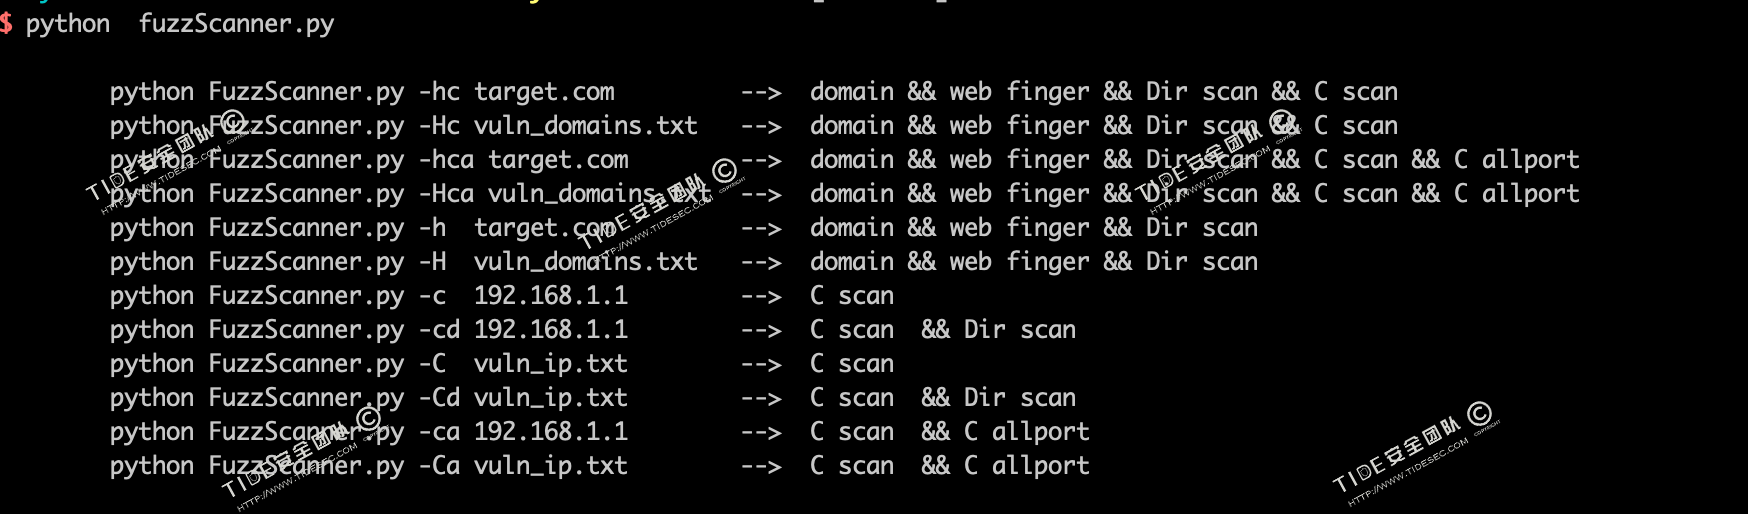 $ python  fuzzScanner.py
python FuzzScanner.py -hc target.com         -->  domain && web finger && Dir scan && C scan
python FuzzScanner.py -Hc vuln_domains.txt   -->  domain && web finger && Dir scan && C scan
python FuzzScanner.py -hca target.com        -->  domain && web finger && Dir scan && C scan && C allport
python FuzzScanner.py -Hca vuln_domains.txt  -->  domain && web finger && Dir scan && C scan && C allport
python FuzzScanner.py -h  target.com         -->  domain && web finger && Dir scan
python FuzzScanner.py -H  vuln_domains.txt   -->  domain && web finger && Dir scan
python FuzzScanner.py -c  192.168.1.1        -->  C scan
python FuzzScanner.py -cd 192.168.1.1        -->  C scan  && Dir scan
python FuzzScanner.py -C  vuln_ip.txt        -->  C scan
python FuzzScanner.py -Cd vuln_ip.txt        -->  C scan  && Dir scan
python FuzzScanner.py -ca 192.168.1.1        -->  C scan  && C allport
python FuzzScanner.py -Ca vuln_ip.txt        -->  C scan  && C allport
TIDE安全团队 © COPYRIGHT
HTTP://WWW.TIDESEC.COM
TIDE安全团队 © COPYRIGHT
HTTP://WWW.TIDESEC.COM
TIDE安全团队 © COPYRIGHT
HTTP://WWW.TIDESEC.COM
TIDE安全团队 © COPYRIGHT
HTTP://WWW.TIDESEC.COM
TIDE安全团队 © COPYRIGHT
HTTP://WWW.TIDESEC.COM